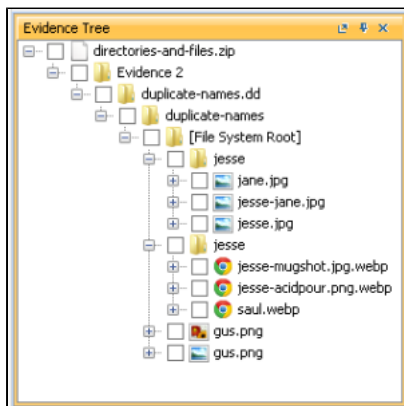 Evidence Tree
directories-and-files.zip
Evidence 2
duplicate-names.dd
duplicate-names
[File System Root]
jesse
jane.jpg
jesse-jane.jpg
jesse.jpg
jesse
jesse-mugshot.jpg.webp
jesse-acidpour.png.webp
saul.webp
gus.png
gus.png